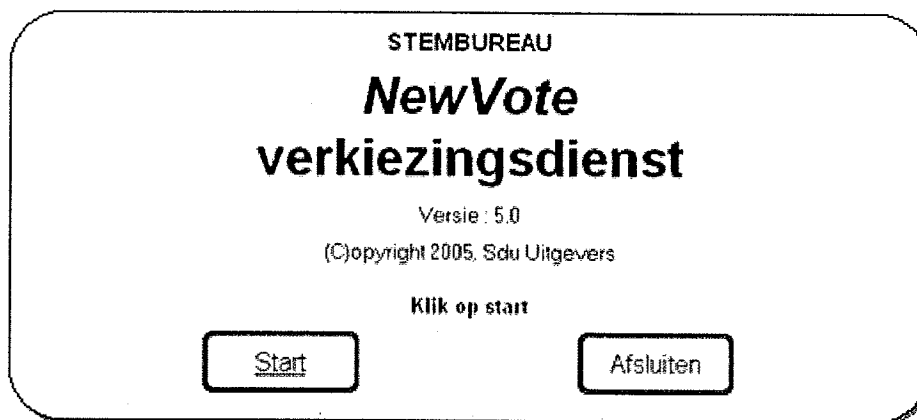 STEMBUREAU
NewVote
verkiezingsdienst
Versie : 5.0
(C)opyright 2005, Sdu Uitgevers
Klik op start
Start
Afsluiten